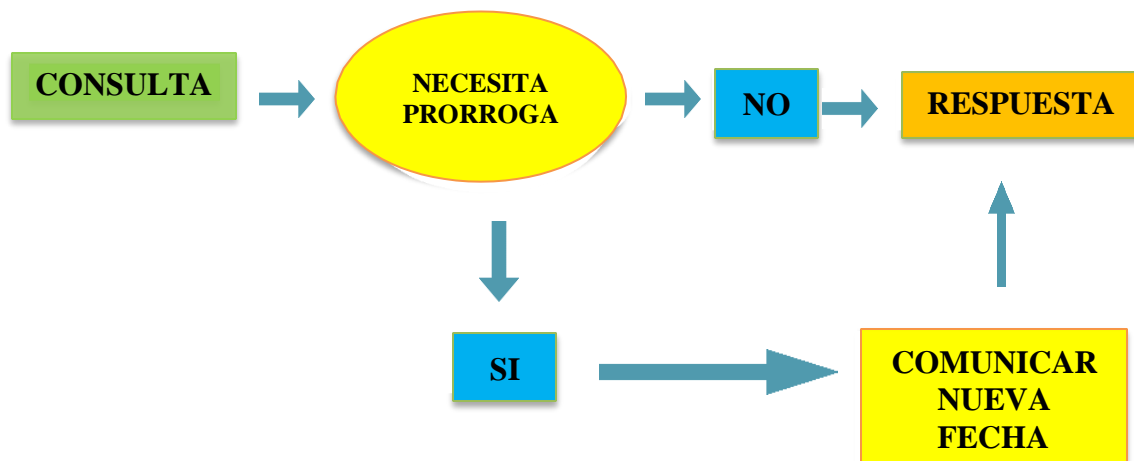 CONSULTA
NECESITA
PRORROGA
NO
RESPUESTA
SI
COMUNICAR
NUEVA
FECHA